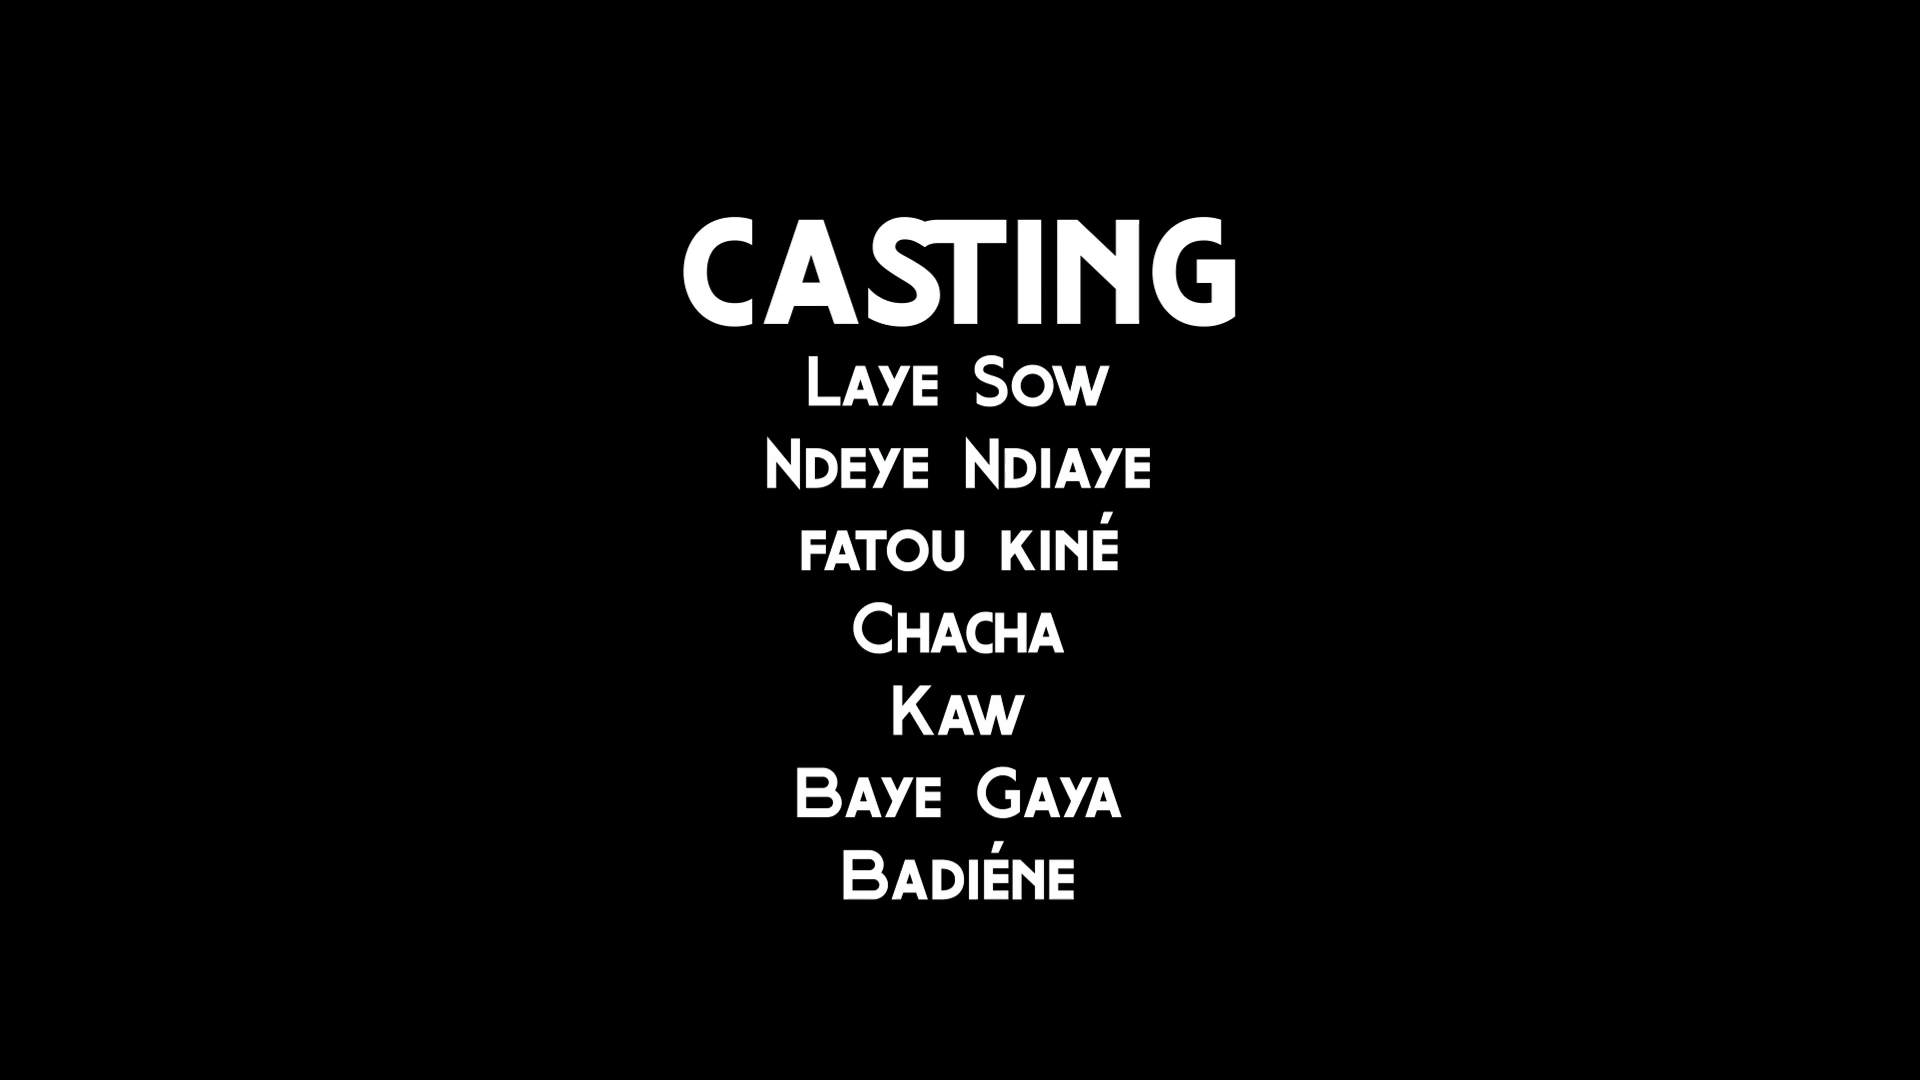 CASTING
Laye Sow
Ndeye Ndiaye
fatou kiné
Chacha
Kaw
Baye Gaya
Badiéne